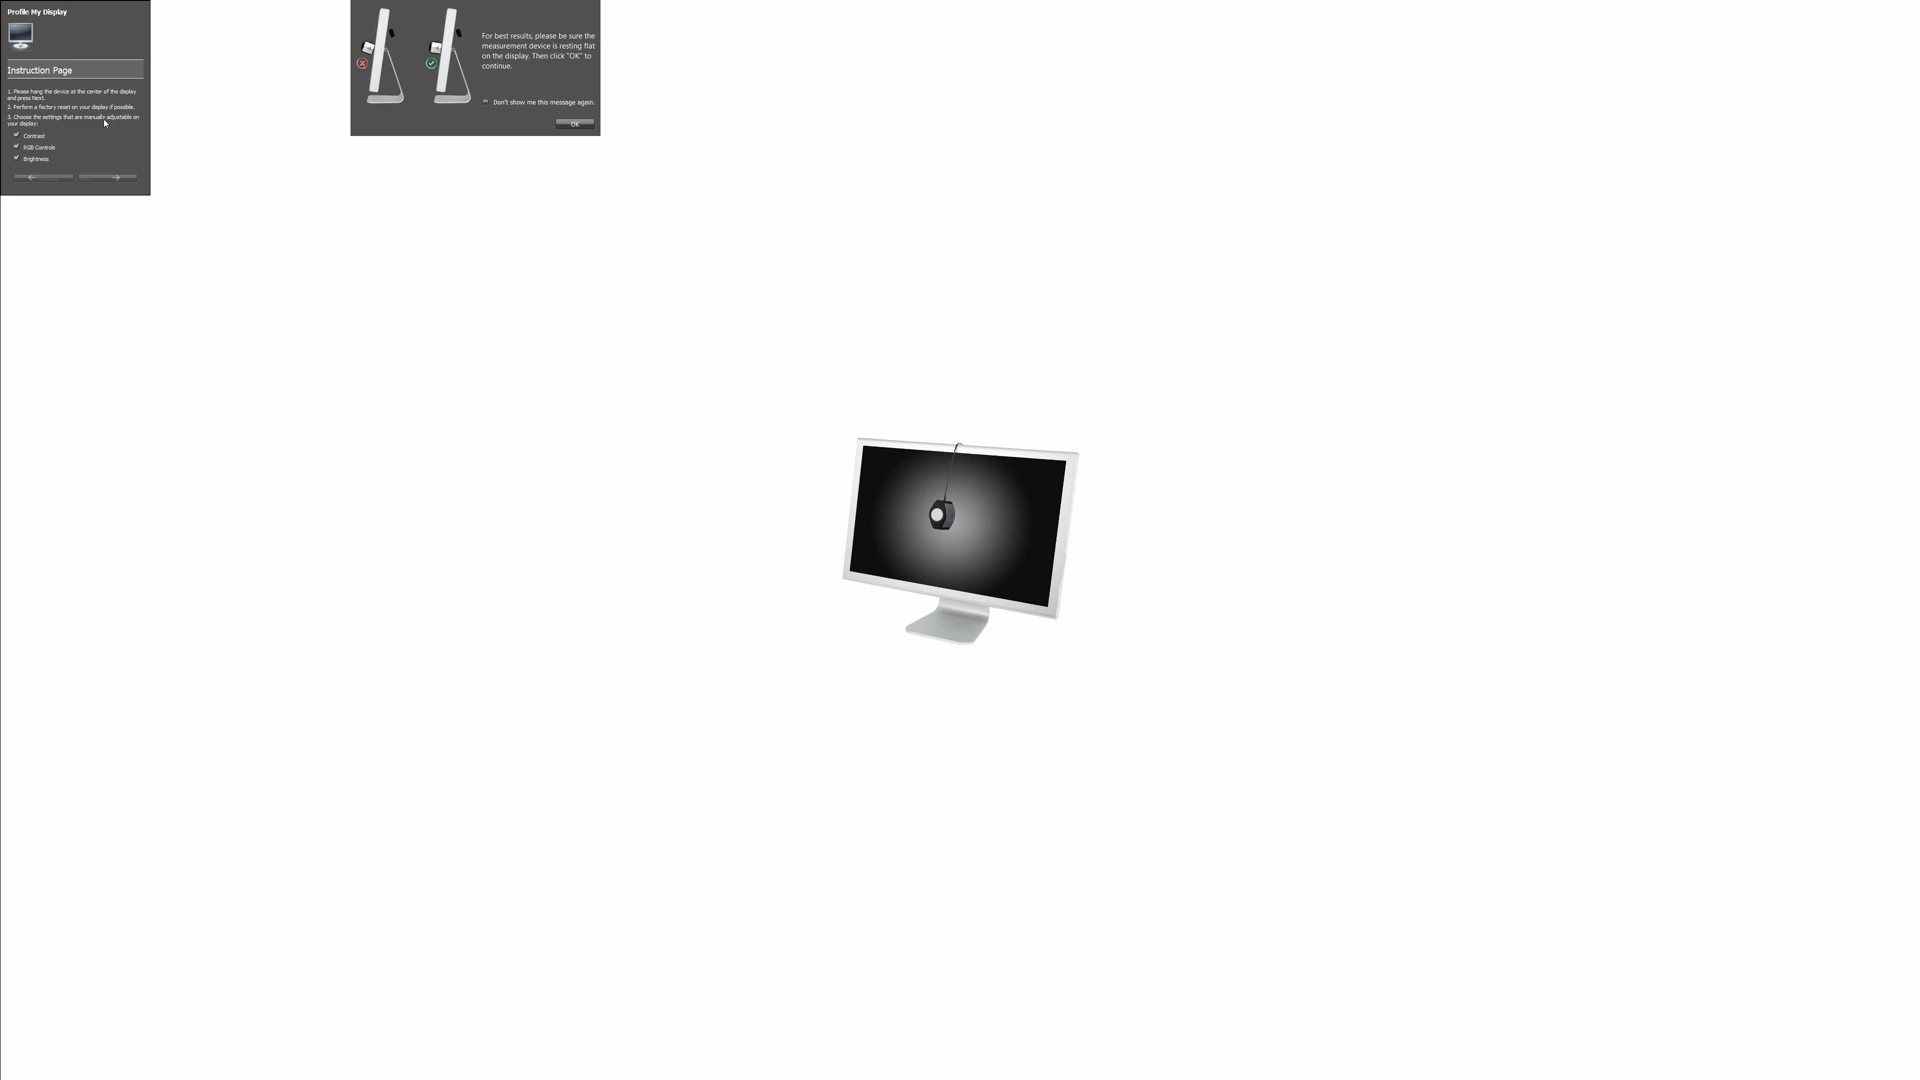 Profile My Display
Instruction Page
1. Please hang the device at the center of the display
and press Next.
2. Perform a factory reset on your display if possible.
3. Choose the settings that are manually adjustable on
your display:
Contrast
RGB Controls
Brightness
For best results, please be sure the
measurement device is resting flat
on the display. Then click "OK" to
continue.
Don't show me this message again.
OK